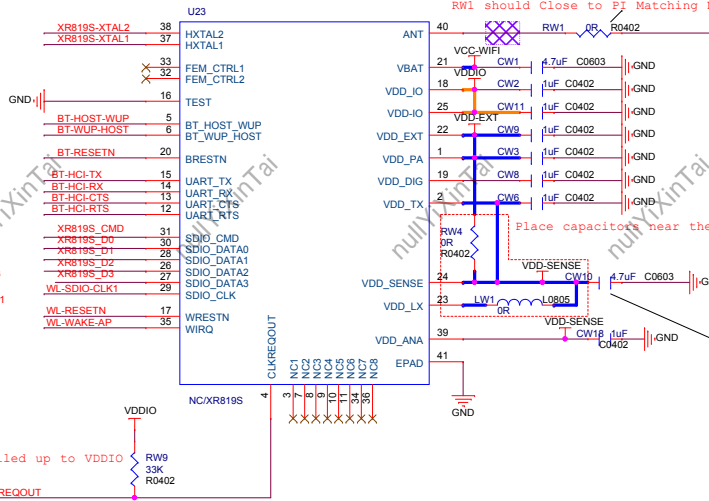 RW1 should Close to PI Matching
U23
XR819S-XTAL2 38 HXTAL2 ANT 40 RW1 0R R0402
XR819S-XTAL1 37 HXTAL1
VCC-WIFI
33 FEM_CTRL1 VBAT 21 CW1 4.7uF C0603 GND
32 FEM_CTRL2 VDDIO
VDD_IO 18 CW2 1uF C0402 GND
GND 16 TEST
VDD-IO 25 CW11 1uF C0402 GND
VDD-EXT
BT-HOST-WUP 5 BT_HOST_WUP
BT-WUP-HOST 6 BT_WUP_HOST VDD_EXT 22 CW9 1uF C0402 GND
BT-RESETN 20 BRESTN VDD_PA 1 CW3 1uF C0402 GND
BT-HCI-TX 15 UART_TX VDD_DIG 19 CW8 1uF C0402 GND
BT-HCI-RX 14 UART_RX
BT-HCI-CTS 13 UART_CTS VDD_TX 2 CW6 1uF C0402 GND
BT-HCI-RTS 12 UART_RTS
Place capacitors near the
RW4
0R
R0402
XR819S_CMD 31 SDIO_CMD
XR819S_D0 30 SDIO_DATA0
XR819S_D1 28 SDIO_DATA1
XR819S_D2 26 SDIO_DATA2 VDD-SENSE
XR819S_D3 27 SDIO_DATA3 VDD_SENSE 24 CW10 4.7uF C0603
WL-SDIO-CLK1 29 SDIO_CLK VDD_LX 23 LW1 0R L0805
WL-RESETN 17 WRESTN VDD-SENSE
WL-WAKE-AP 35 WIRQ VDD_ANA 39 CW18 1uF C0402 GND
EPAD 41
GND
CLKREQOUT NC1 NC2 NC3 NC4 NC5 NC6 NC7 NC8
4 3 7 8 9 10 11 34 36
NC/XR819S
VDDIO
lled up to VDDIO
RW9
33K
R0402
REQOUT
nullYiXinTai
nullYiXinTai
nullYiXinTai